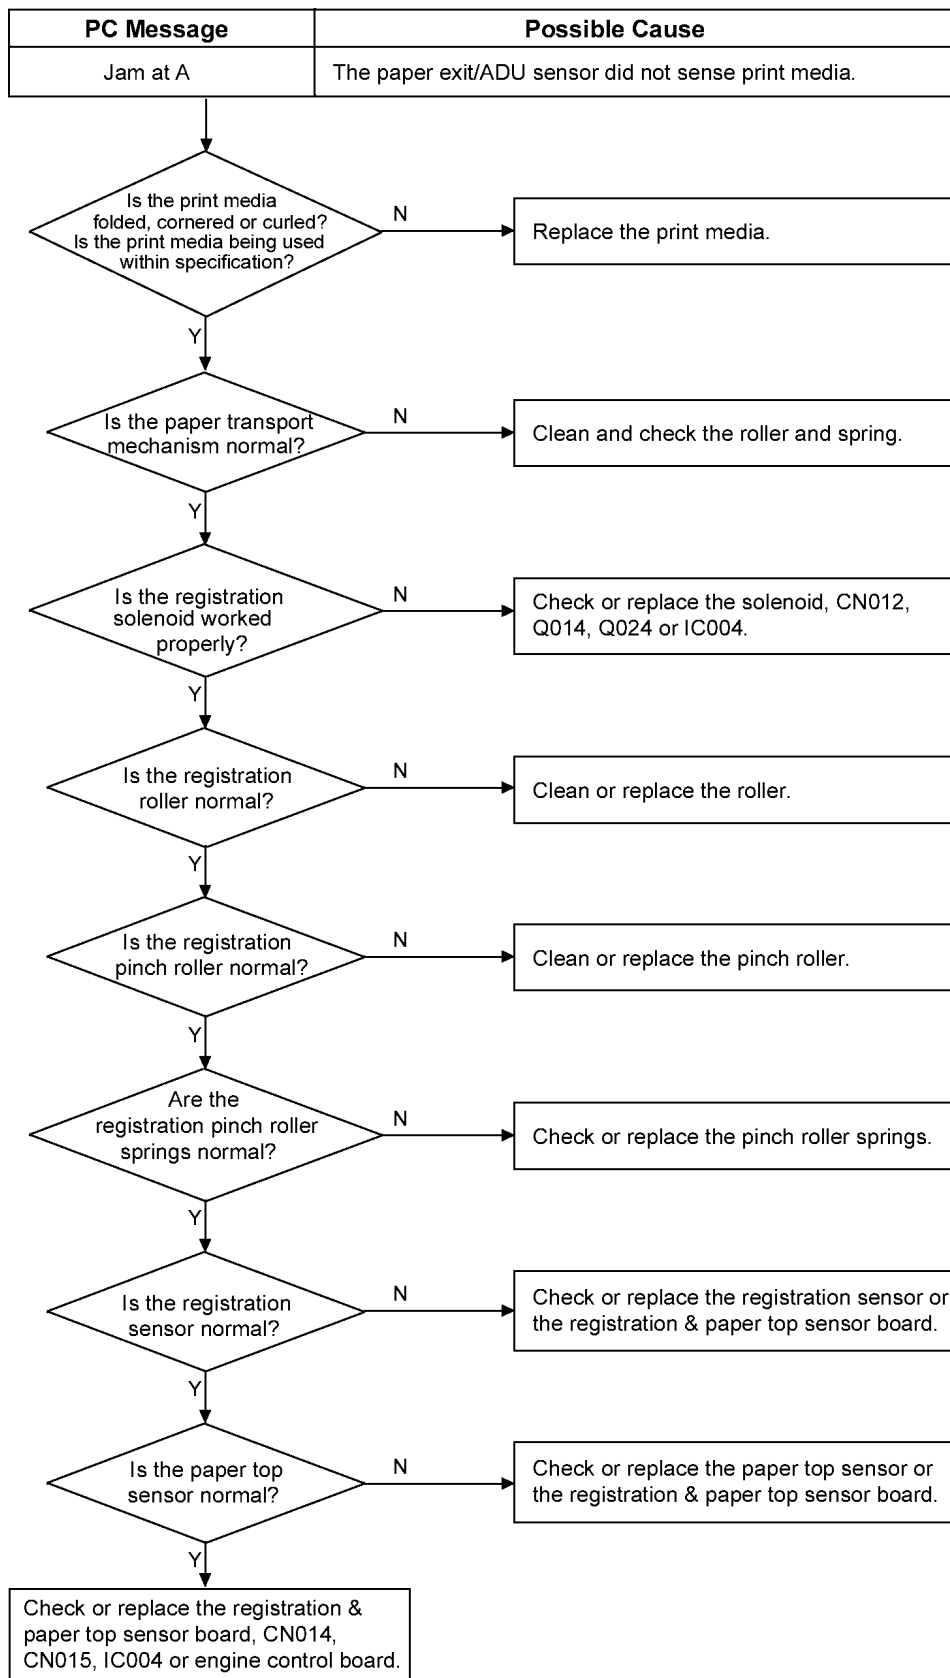 PC Message
Possible Cause
Jam at A
The paper exit/ADU sensor did not sense print media.
Is the print media
folded, cornered or curled?
Is the print media being used
within specification?
N
Replace the print media.
Y
Is the paper transport
mechanism normal?
N
Clean and check the roller and spring.
Y
Is the registration
solenoid worked
properly?
N
Check or replace the solenoid, CN012,
Q014, Q024 or IC004.
Y
Is the registration
roller normal?
N
Clean or replace the roller.
Y
Is the registration
pinch roller normal?
N
Clean or replace the pinch roller.
Y
Are the
registration pinch roller
springs normal?
N
Check or replace the pinch roller springs.
Y
Is the registration
sensor normal?
N
Check or replace the registration sensor or
the registration & paper top sensor board.
Y
Is the paper top
sensor normal?
N
Check or replace the paper top sensor or
the registration & paper top sensor board.
Y
Check or replace the registration &
paper top sensor board, CN014,
CN015, IC004 or engine control board.